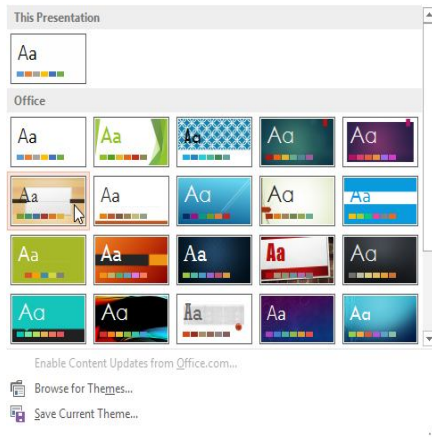 This Presentation
Aa
Office
Aa Aa Aa Aa Aa
Aa Aa Aa Aa Aa
Aa Aa Aa Aa Aa
Aa Aa Aa Aa Aa
Enable Content Updates from Office.com...
Browse for Themes...
Save Current Theme...